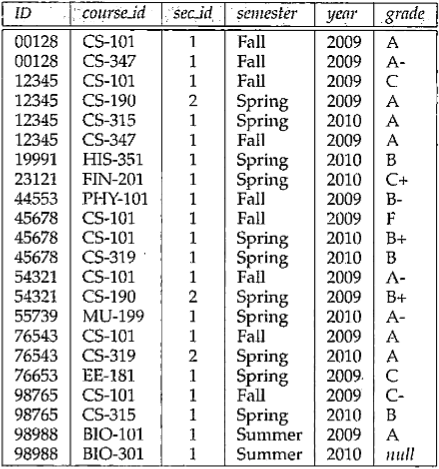 ID course_id sec_id semester year grade
00128 CS-101 1 Fall 2009 A
00128 CS-347 1 Fall 2009 A-
12345 CS-101 1 Fall 2009 C
12345 CS-190 2 Spring 2009 A
12345 CS-315 1 Spring 2010 A
12345 CS-347 1 Fall 2009 A
19991 HIS-351 1 Spring 2010 B
23121 FIN-201 1 Spring 2010 C+
44553 PHY-101 1 Fall 2009 B-
45678 CS-101 1 Fall 2009 F
45678 CS-101 1 Spring 2010 B+
45678 CS-319 1 Spring 2010 B
54321 CS-101 1 Fall 2009 A-
54321 CS-190 2 Spring 2009 B+
55739 MU-199 1 Spring 2010 A-
76543 CS-101 1 Fall 2009 A
76543 CS-319 2 Spring 2010 A
76653 EE-181 1 Spring 2009 C
98765 CS-101 1 Fall 2009 C-
98765 CS-315 1 Spring 2010 B
98988 BIO-101 1 Summer 2009 A
98988 BIO-301 1 Summer 2010 null